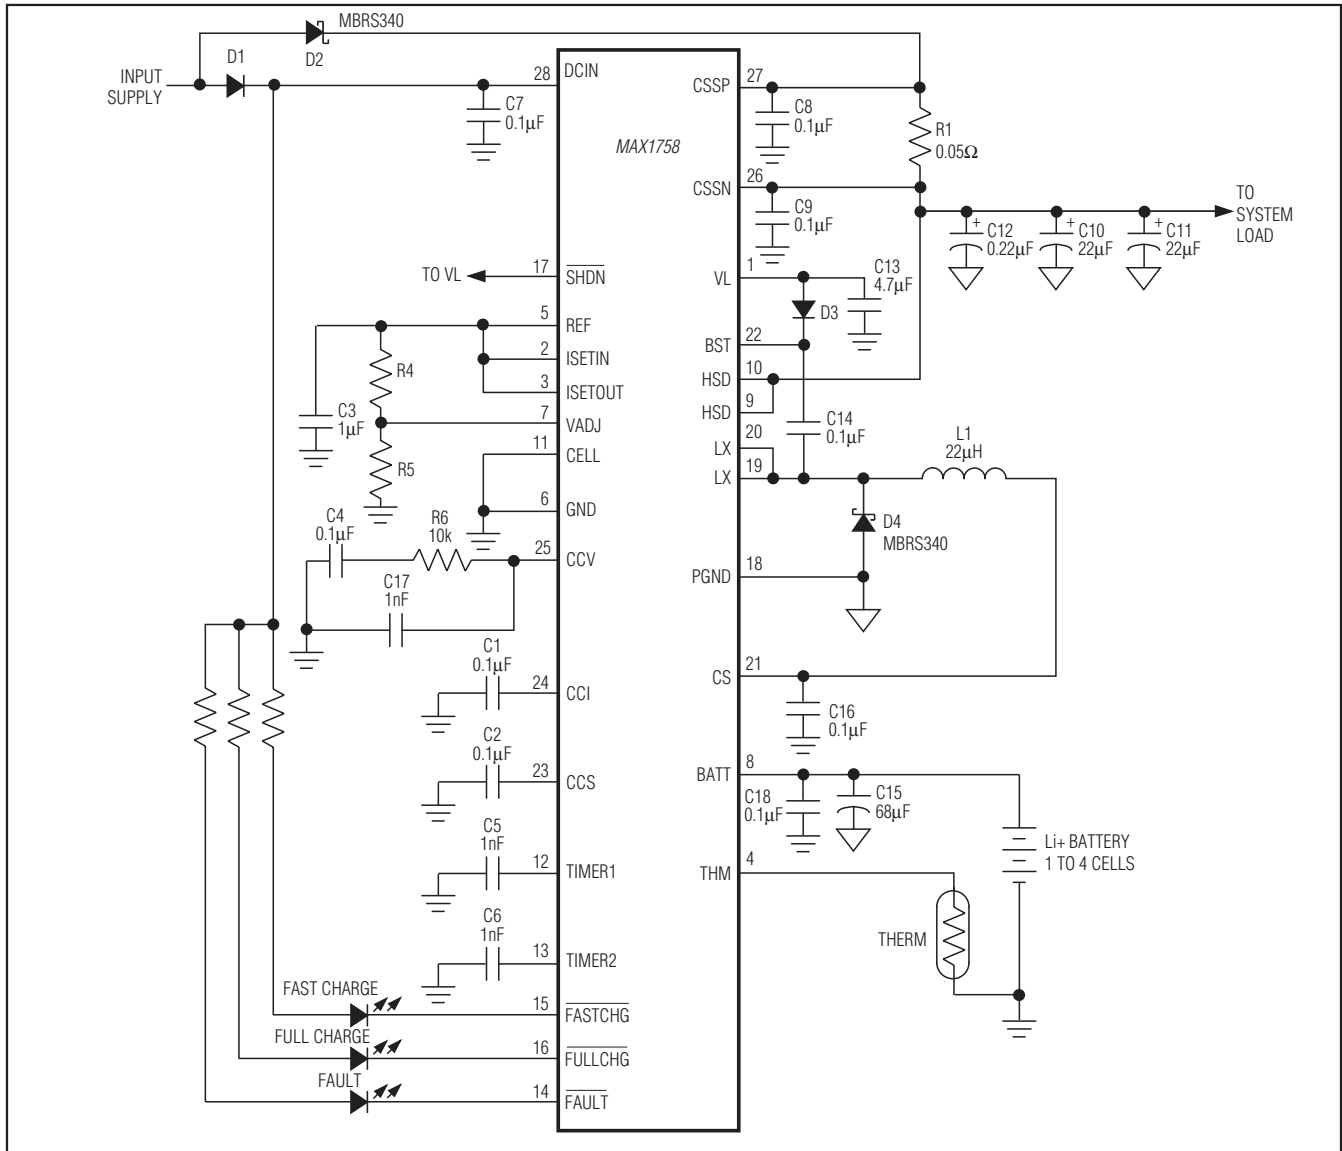 MBRS340
D1
D2
INPUT
SUPPLY
28
DCIN
C7
0.1µF
MAX1758
27
CSSP
C8
0.1µF
R1
0.05Ω
26
CSSN
C9
0.1µF
TO
SYSTEM
LOAD
+
C12
0.22µF
+
C10
22µF
+
C11
22µF
TO VL
17
SHDN
1
VL
C13
4.7µF
D3
5
REF
2
ISETIN
3
ISETOUT
7
VADJ
11
CELL
6
GND
R4
C3
1µF
R5
22
BST
10
HSD
9
HSD
20
LX
19
LX
C14
0.1µF
L1
22µH
D4
MBRS340
18
PGND
C4
0.1µF
R6
10k
25
CCV
C17
1nF
C1
0.1µF
24
CCI
C2
0.1µF
23
CCS
C5
1nF
12
TIMER1
C6
1nF
13
TIMER2
21
CS
C16
0.1µF
8
BATT
C18
0.1µF
C15
68µF
Li+ BATTERY
1 TO 4 CELLS
4
THM
THERM
FAST CHARGE
15
FASTCHG
FULL CHARGE
16
FULLCHG
FAULT
14
FAULT